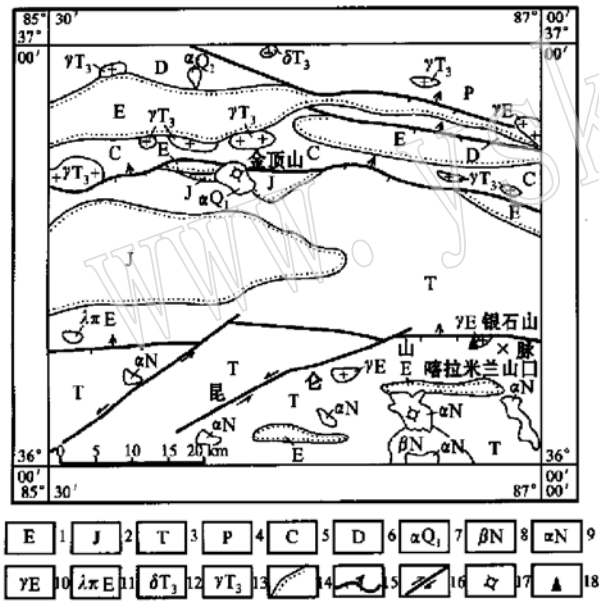 85° 30′ 87°
37° 37°
00′ 00′
γT₃ D αQ₂ δT₃ γT₃ P
E γE
γT₃ γT₃ E D
C E 金顶山 C C
γT₃ J αQ₁ J γT₃ E
J T
www.ysk
λπE γE 银石山
山 脉
喀拉米兰山口
T αN T 昆 仑 γE E αN
αN T αN αN
E βN αN T
0 5 10 15 20 km
36° 36°
00′ 00′
85° 30′ 87°
E 1 J 2 T 3 P 4 C 5 D 6 αQ₁ 7 βN 8 αN 9
γE 10 λπE 11 δT₃ 12 γT₃ 13 14 15 16 17 18